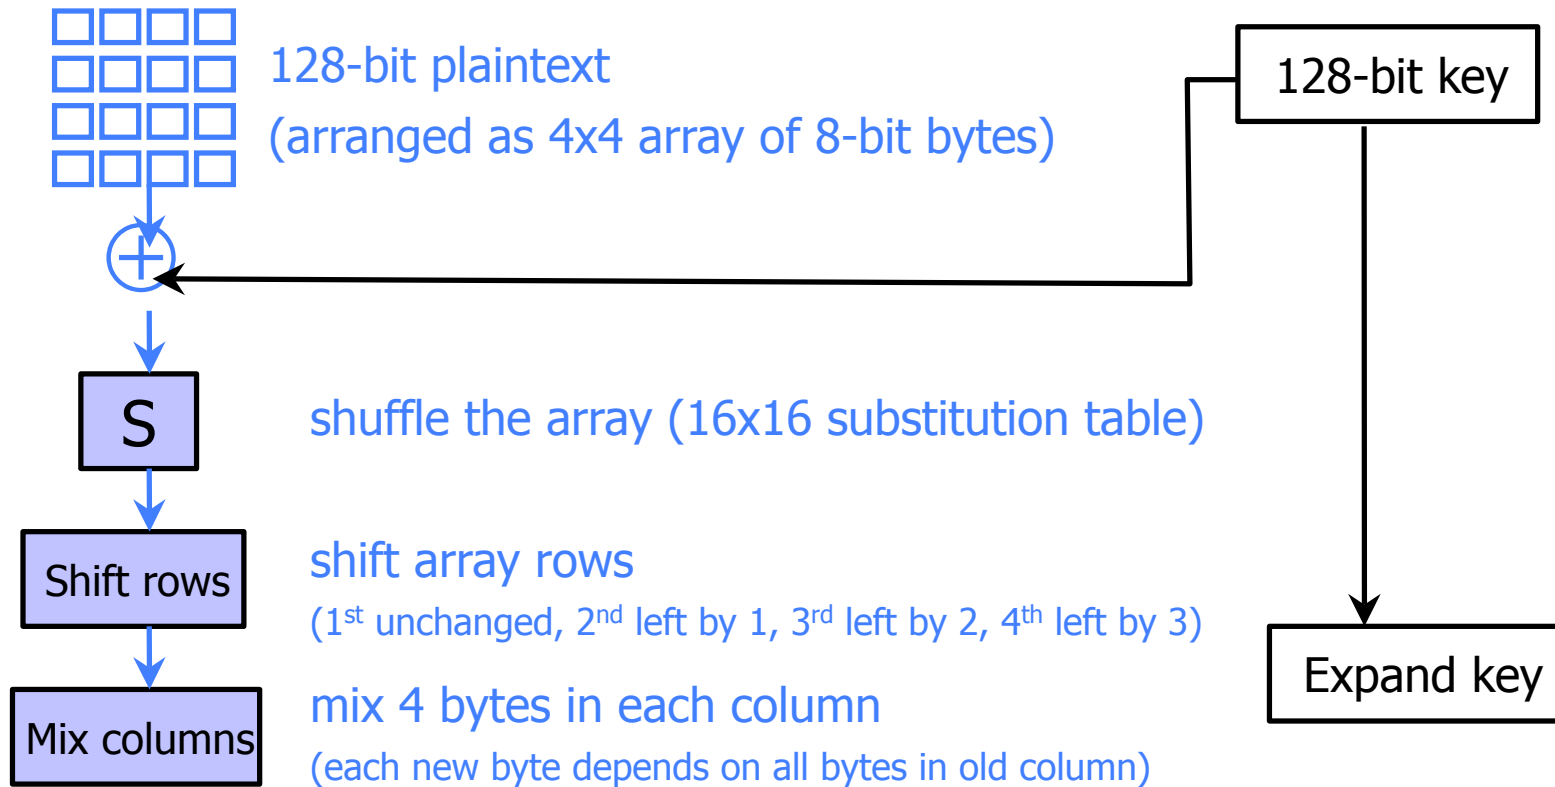 128-bit plaintext
(arranged as 4x4 array of 8-bit bytes)
128-bit key
S
shuffle the array (16x16 substitution table)
Shift rows
shift array rows
(1st unchanged, 2nd left by 1, 3rd left by 2, 4th left by 3)
Expand key
Mix columns
mix 4 bytes in each column
(each new byte depends on all bytes in old column)